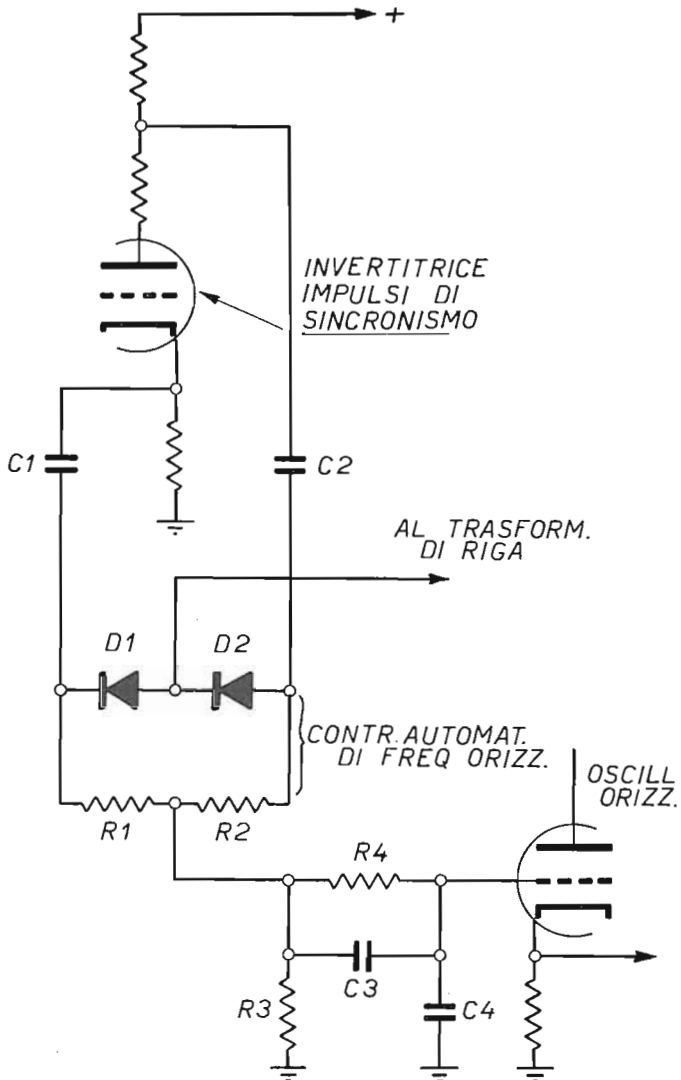 +
INVERTITRICE
IMPULSI DI
SINCRONISMO
C1
C2
AL TRASFORM.
DI RIGA
D1
D2
CONTR. AUTOMAT.
DI FREQ ORIZZ.
OSCILL
ORIZZ.
R1
R2
R4
C3
R3
C4